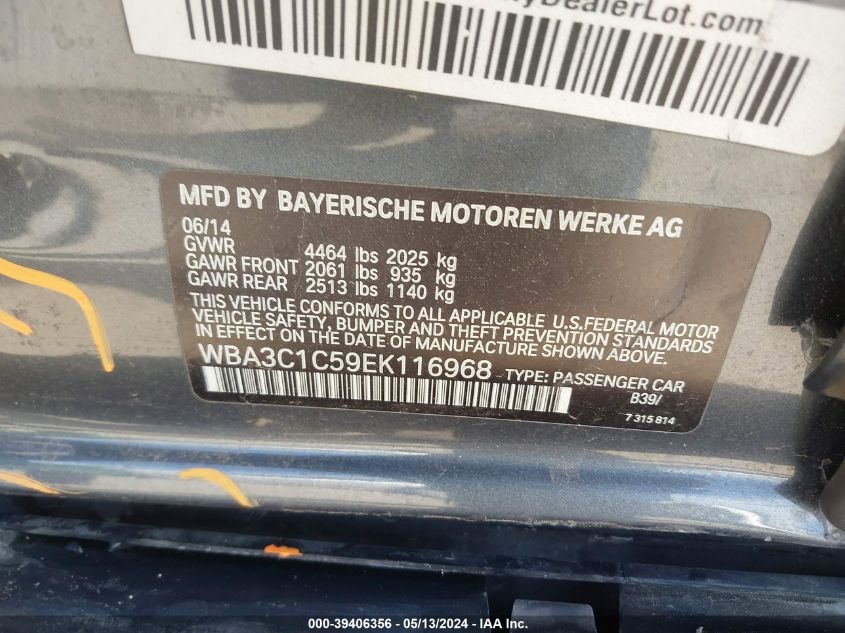 DealerLot.com
MFD BY BAYERISCHE MOTOREN WERKE AG
06/14
GVWR 4464 lbs 2025 kg
GAWR FRONT 2061 lbs 935 kg
GAWR REAR 2513 lbs 1140 kg
THIS VEHICLE CONFORMS TO ALL APPLICABLE U.S.FEDERAL MOTOR
VEHICLE SAFETY, BUMPER AND THEFT PREVENTION STANDARDS
IN EFFECT ON THE DATE OF MANUFACTURE SHOWN ABOVE.
WBA3C1C59EK116968 TYPE: PASSENGER CAR
B39/
7 315 814
000-39406356 - 05/13/2024 - IAA Inc.